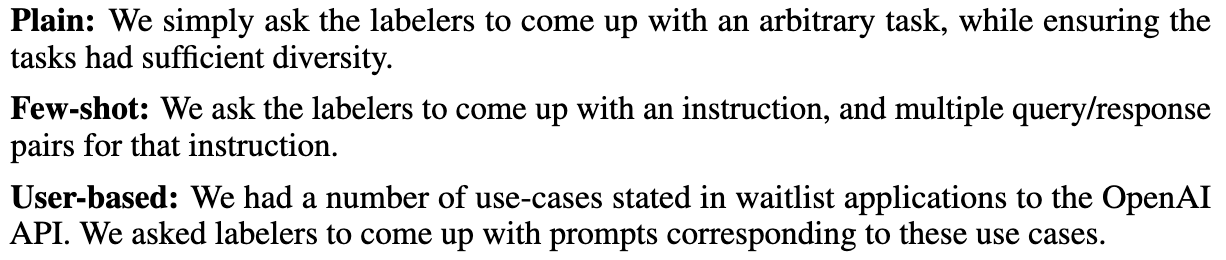 Plain: We simply ask the labelers to come up with an arbitrary task, while ensuring the
tasks had sufficient diversity.
Few-shot: We ask the labelers to come up with an instruction, and multiple query/response
pairs for that instruction.
User-based: We had a number of use-cases stated in waitlist applications to the OpenAI
API. We asked labelers to come up with prompts corresponding to these use cases.